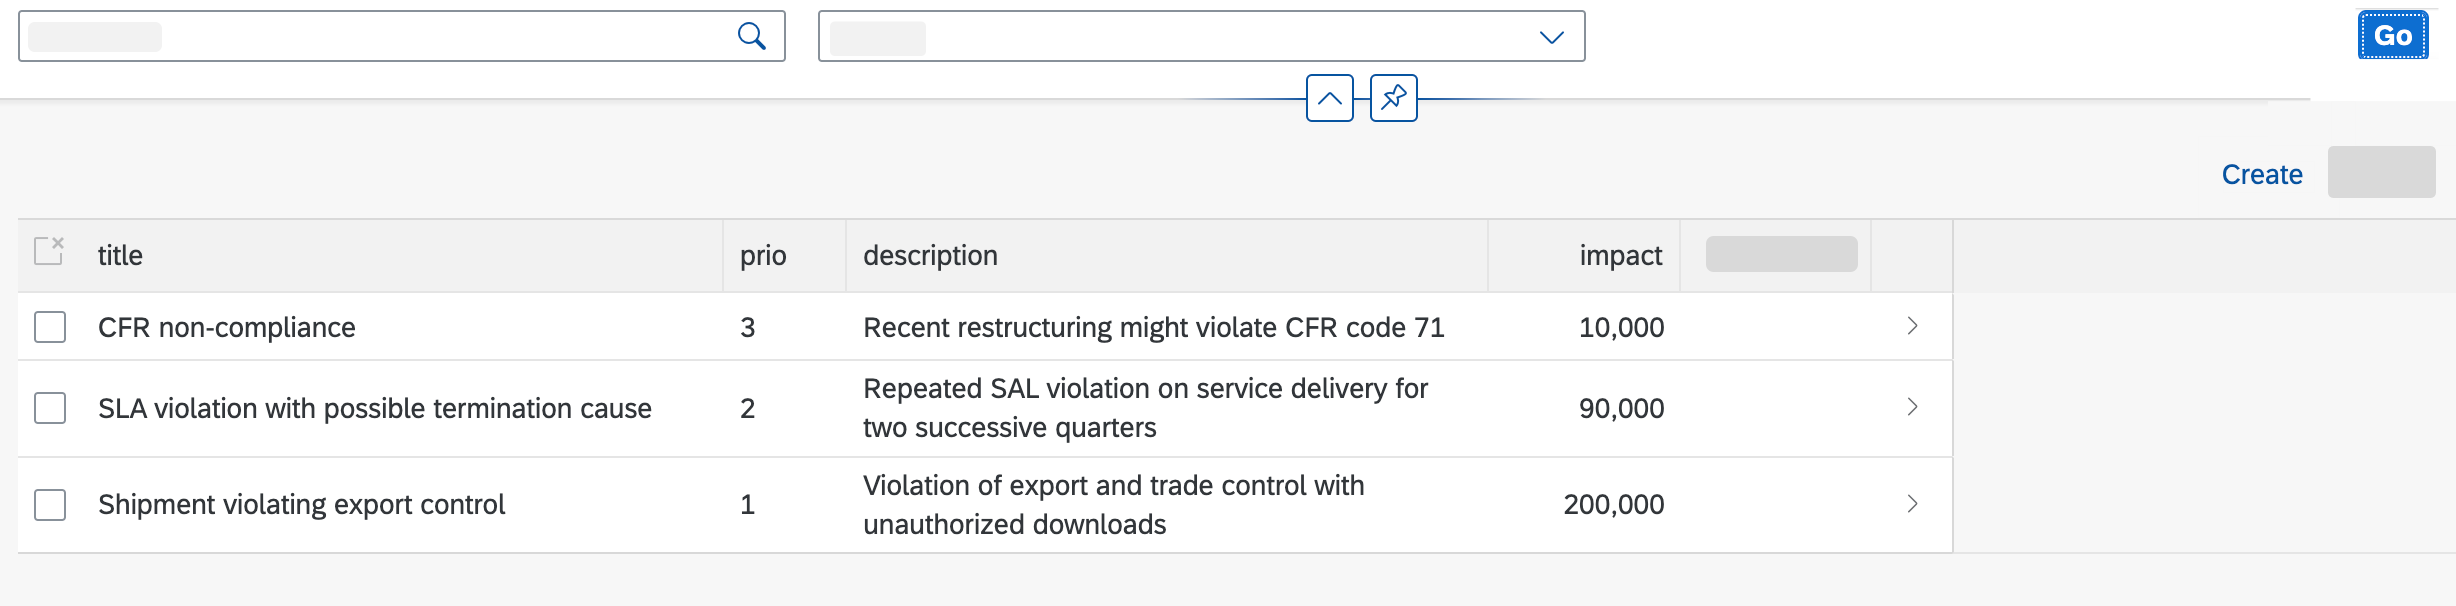 Go
Create
title prio description impact
CFR non-compliance 3 Recent restructuring might violate CFR code 71 10,000
SLA violation with possible termination cause 2 Repeated SAL violation on service delivery for
two successive quarters 90,000
Shipment violating export control 1 Violation of export and trade control with
unauthorized downloads 200,000